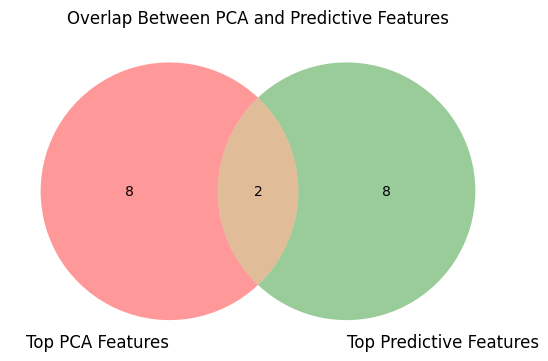 Overlap Between PCA and Predictive Features
8
2
8
Top PCA Features
Top Predictive Features